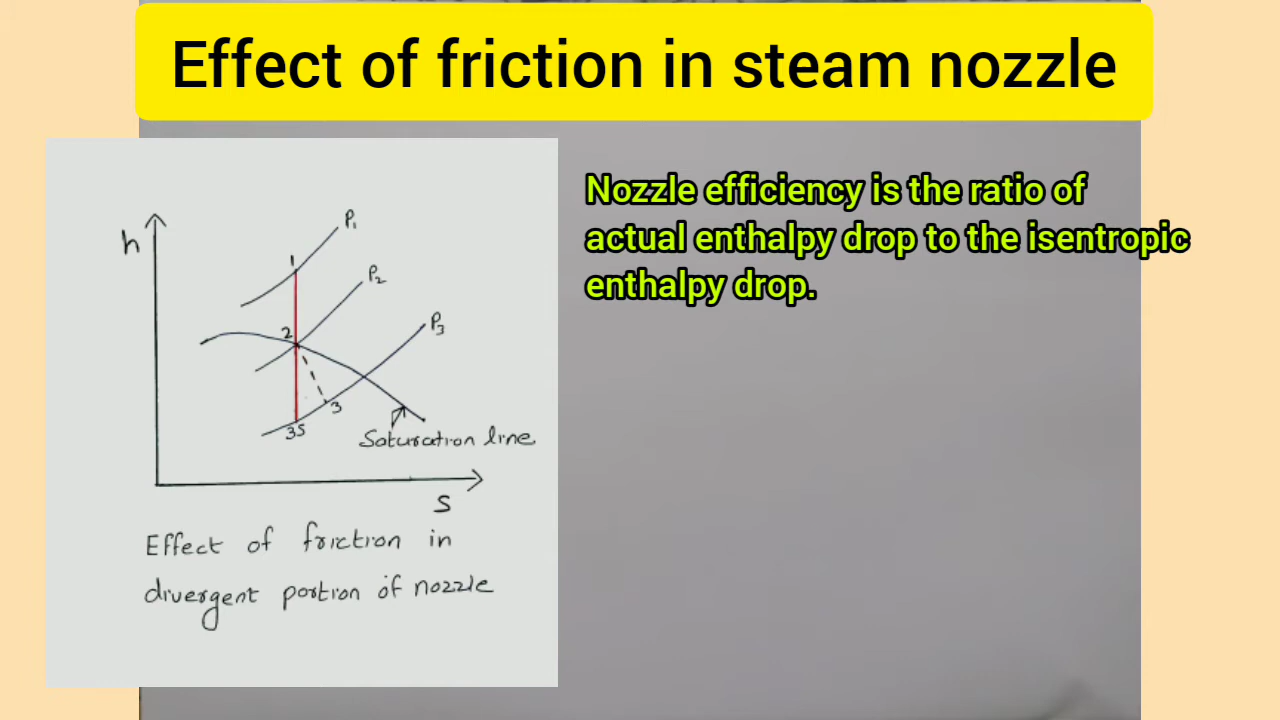 Effect of friction in steam nozzle
Nozzle efficiency is the ratio of
actual enthalpy drop to the isentropic
enthalpy drop.
h
P1
1
P2
2
P3
3
3S
Saturation line
S
Effect of friction in
divergent portion of nozzle